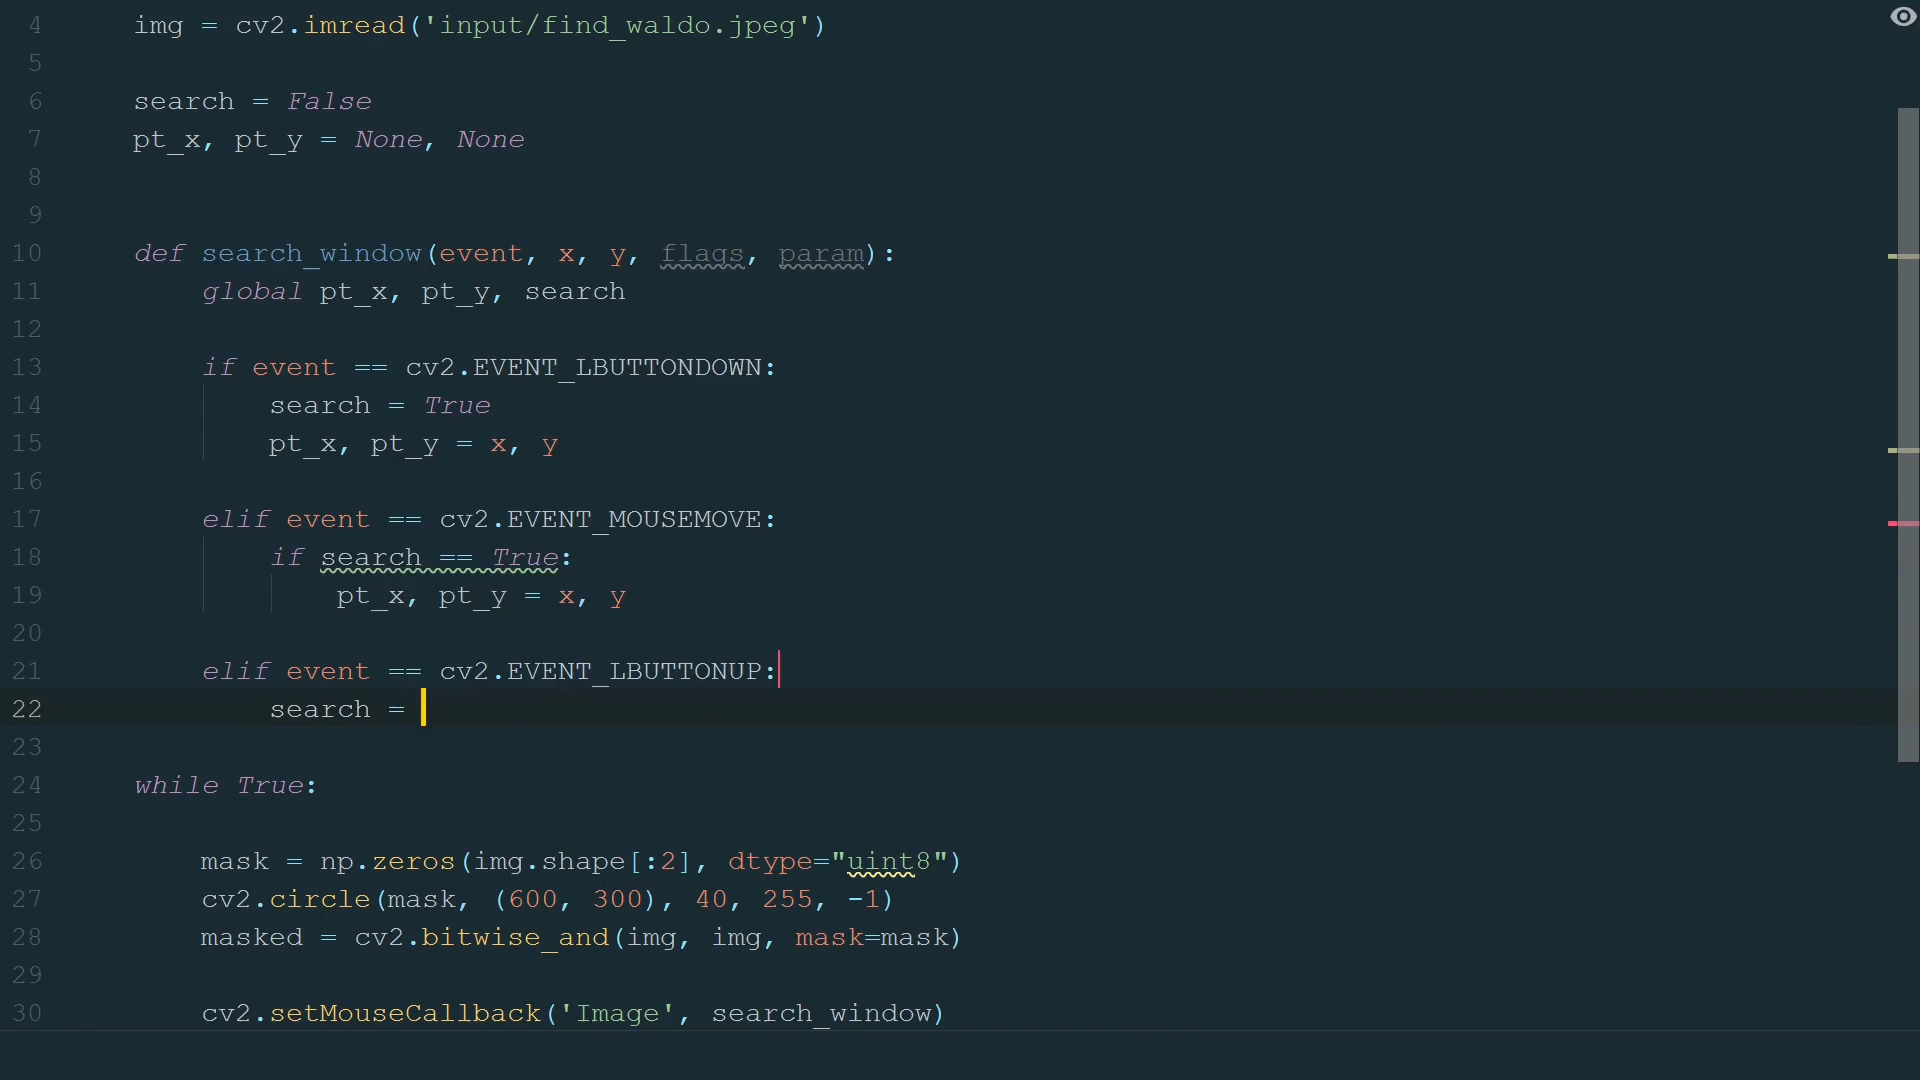 4 img = cv2.imread('input/find_waldo.jpeg')
5
6 search = False
7 pt_x, pt_y = None, None
8
9
10 def search_window(event, x, y, flags, param):
11 global pt_x, pt_y, search
12
13 if event == cv2.EVENT_LBUTTONDOWN:
14 search = True
15 pt_x, pt_y = x, y
16
17 elif event == cv2.EVENT_MOUSEMOVE:
18 if search == True:
19 pt_x, pt_y = x, y
20
21 elif event == cv2.EVENT_LBUTTONUP:
22 search =
23
24 while True:
25
26 mask = np.zeros(img.shape[:2], dtype="uint8")
27 cv2.circle(mask, (600, 300), 40, 255, -1)
28 masked = cv2.bitwise_and(img, img, mask=mask)
29
30 cv2.setMouseCallback('Image', search_window)